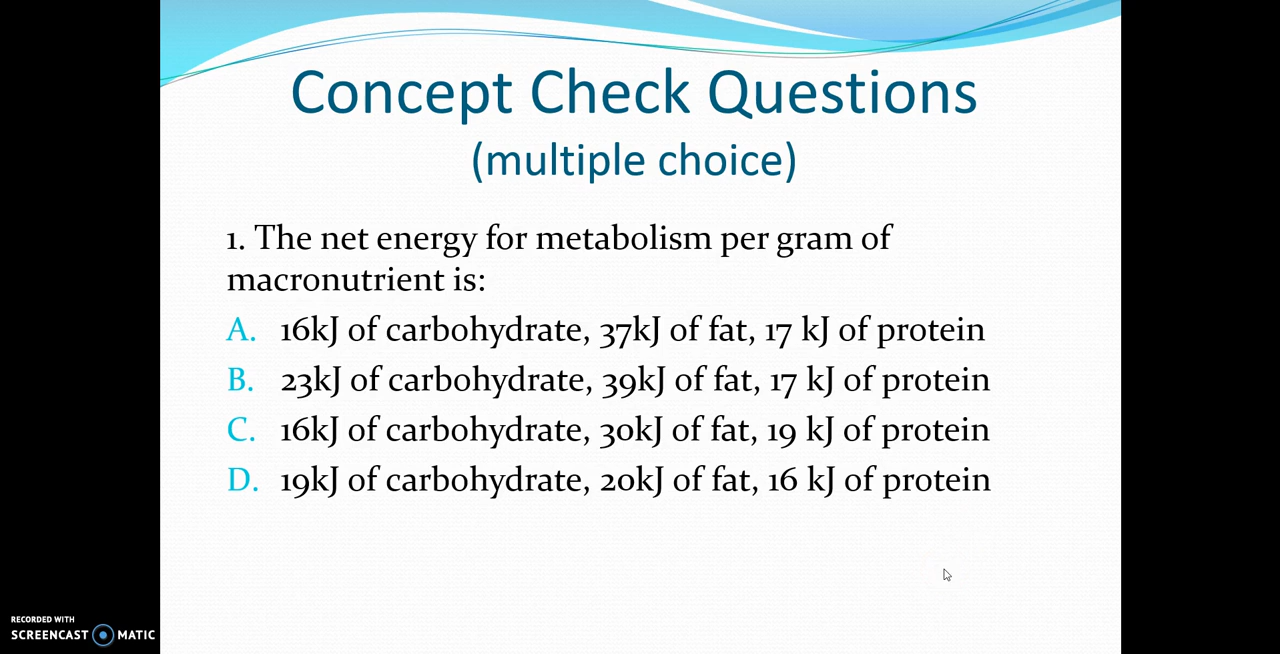 Concept Check Questions
(multiple choice)
1. The net energy for metabolism per gram of
macronutrient is:
A. 16kJ of carbohydrate, 37kJ of fat, 17 kJ of protein
B. 23kJ of carbohydrate, 39kJ of fat, 17 kJ of protein
C. 16kJ of carbohydrate, 30kJ of fat, 19 kJ of protein
D. 19kJ of carbohydrate, 20kJ of fat, 16 kJ of protein
RECORDED WITH
SCREENCAST MATIC